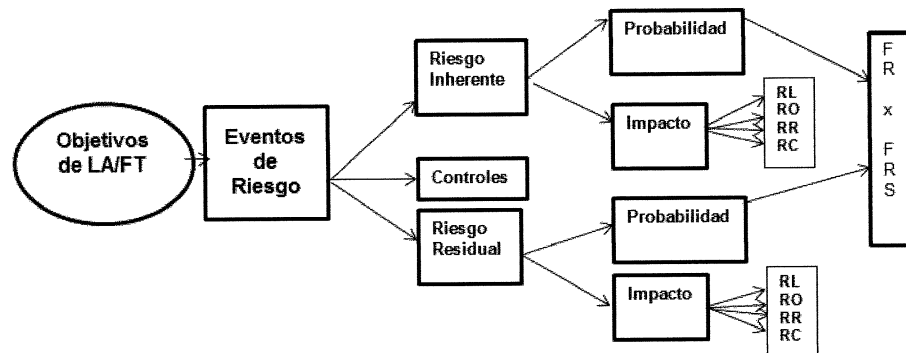 Objetivos
de LA/FT
Eventos
de
Riesgo
Riesgo
Inherente
Controles
Riesgo
Residual
Probabilidad
Impacto
RL
RO
RR
RC
Probabilidad
Impacto
RL
RO
RR
RC
F
R
x
F
R
S